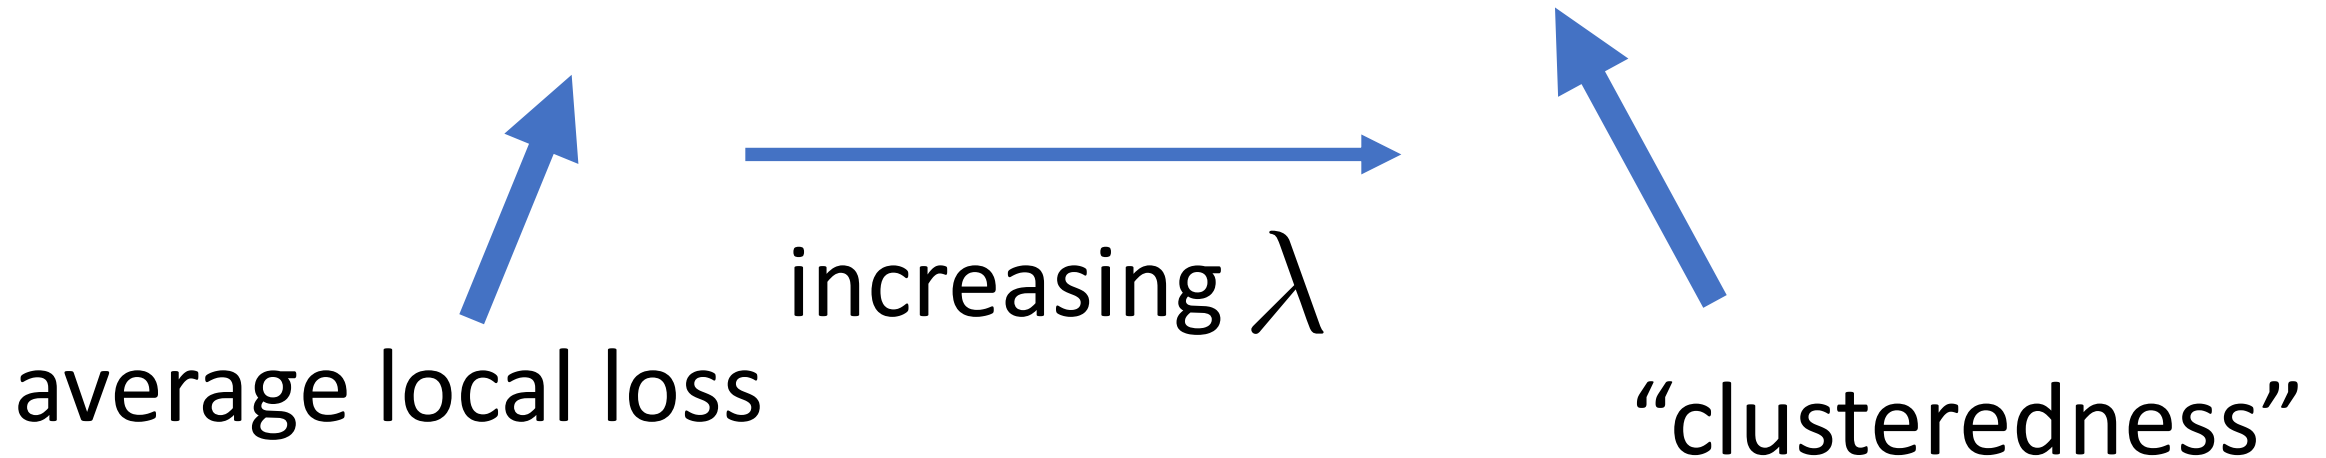 increasing λ
average local loss
“clusteredness”